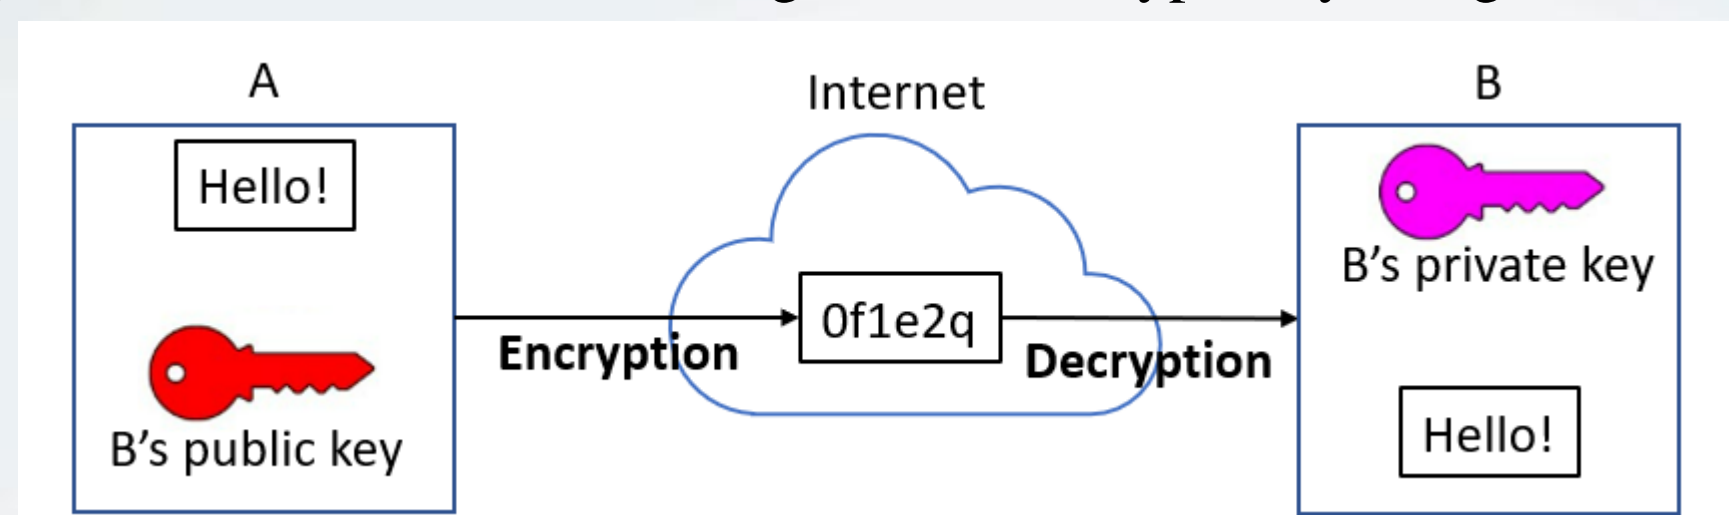 A
Internet
B
Hello!
B's private key
0f1e2q
Encryption
Decryption
B's public key
Hello!